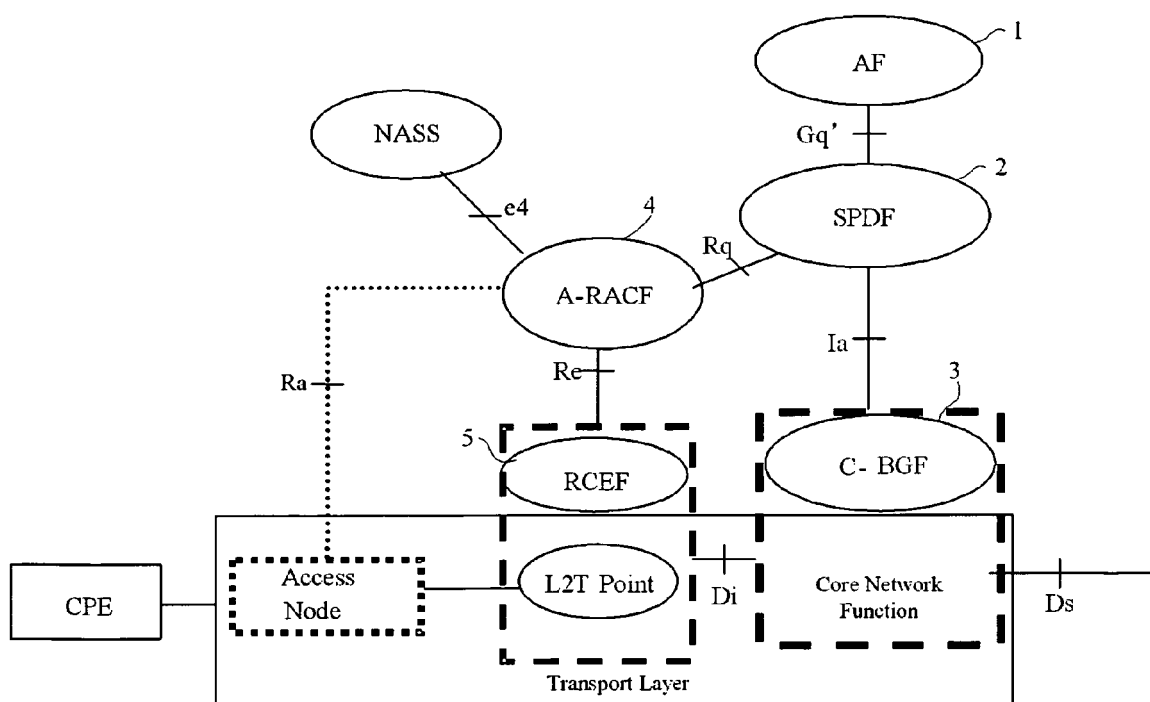 1
AF
Gq'
NASS
2
SPDF
e4
4
Rq
A-RACF
Ia
Ra
Re
3
5
RCEF
C- BGF
Access
Node
L2T Point
Di
Core Network
Function
CPE
Ds
Transport Layer